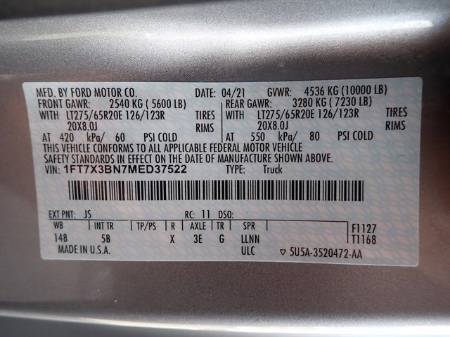 MFD. BY FORD MOTOR CO. 04/21 GVWR: 4536 KG (10000 LB)
FRONT GAWR: 2540 KG (5600 LB) REAR GAWR: 3280 KG (7230 LB)
WITH LT275/65R20E 126/123R TIRES WITH LT275/65R20E 126/123R TIRES
20X8.0J RIMS 20X8.0J RIMS
AT 420 kPa/ 60 PSI COLD AT 550 kPa/ 80 PSI COLD
THIS VEHICLE CONFORMS TO ALL APPLICABLE FEDERAL MOTOR VEHICLE
SAFETY STANDARDS IN EFFECT ON THE DATE OF MANUFACTURE SHOWN ABOVE.
VIN: 1FT7X3BN7MED37522 TYPE: Truck
EXT PNT: JS RC: 11 DSO:
WB INT TR TP/PS R AX TR SPR F1127
14B 5B X 3E G LLNN T1168
MADE IN U.S.A. ULC 5U5A-3520472-AA